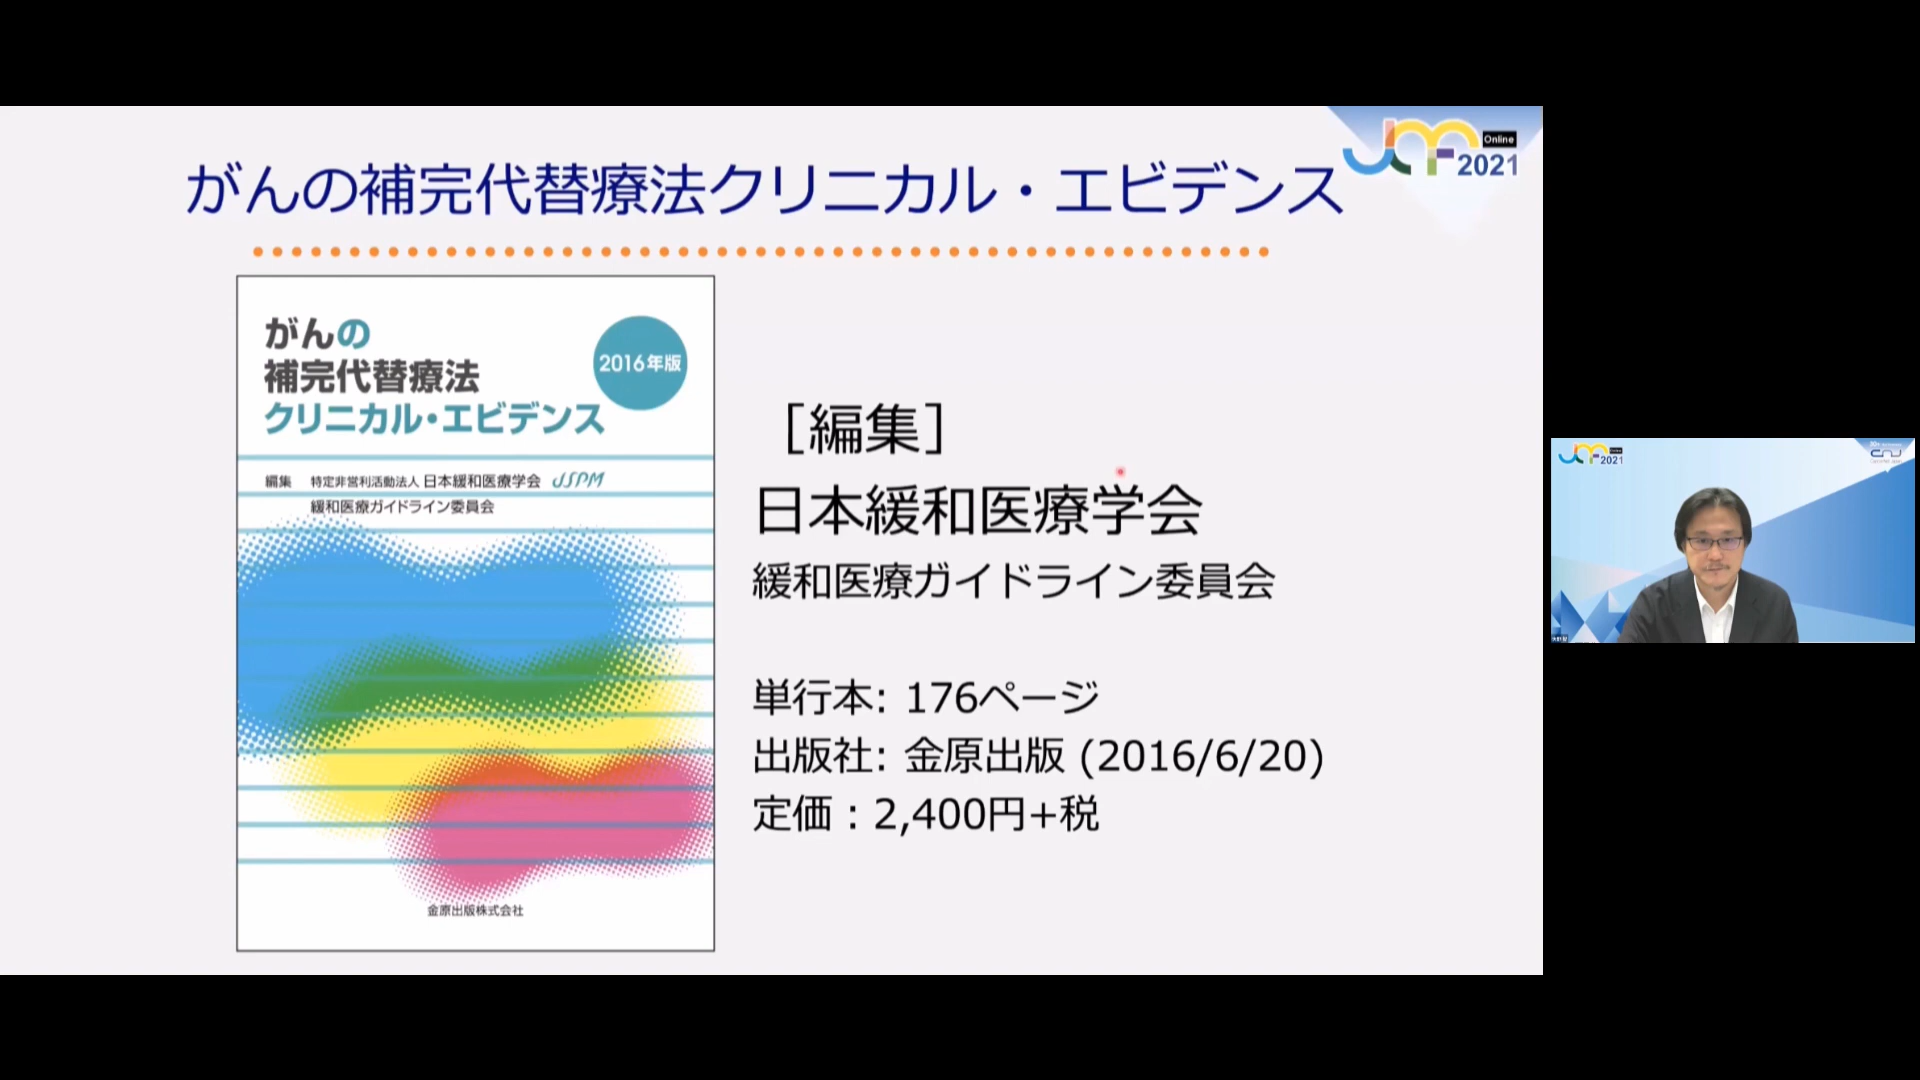 がんの補完代替療法クリニカル・エビデンス
JCMF
Online
2021
がんの
補完代替療法
クリニカル・エビデンス
2016年版
編集 特定非営利活動法人 日本緩和医療学会 JSPM
緩和医療ガイドライン委員会
金原出版株式会社
［編集］
日本緩和医療学会
緩和医療ガイドライン委員会
単行本: 176ページ
出版社: 金原出版 (2016/6/20)
定価：2,400円+税
2021